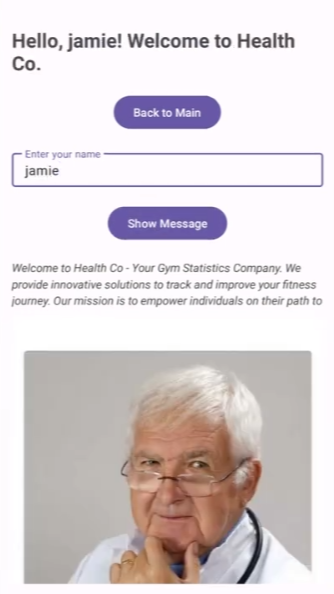 Hello, jamie! Welcome to Health
Co.
Back to Main
Enter your name
jamie
Show Message
Welcome to Health Co - Your Gym Statistics Company. We
provide innovative solutions to track and improve your fitness
journey. Our mission is to empower individuals on their path to